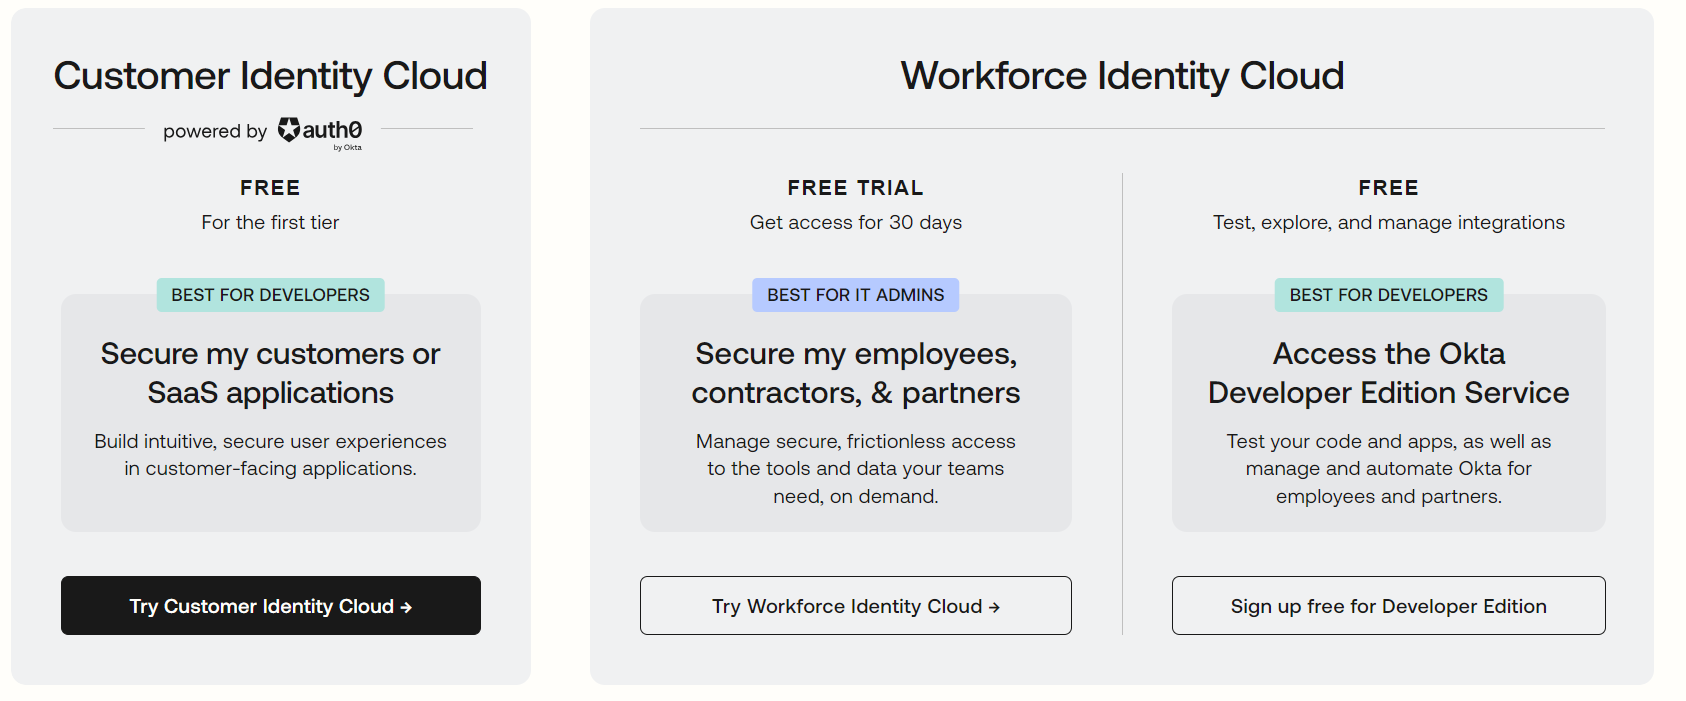 Customer Identity Cloud
powered by auth0
by Okta
FREE
For the first tier
BEST FOR DEVELOPERS
Secure my customers or
SaaS applications
Build intuitive, secure user experiences
in customer-facing applications.
Try Customer Identity Cloud →
Workforce Identity Cloud
FREE TRIAL
Get access for 30 days
BEST FOR IT ADMINS
Secure my employees,
contractors, & partners
Manage secure, frictionless access
to the tools and data your teams
need, on demand.
Try Workforce Identity Cloud →
FREE
Test, explore, and manage integrations
BEST FOR DEVELOPERS
Access the Okta
Developer Edition Service
Test your code and apps, as well as
manage and automate Okta for
employees and partners.
Sign up free for Developer Edition